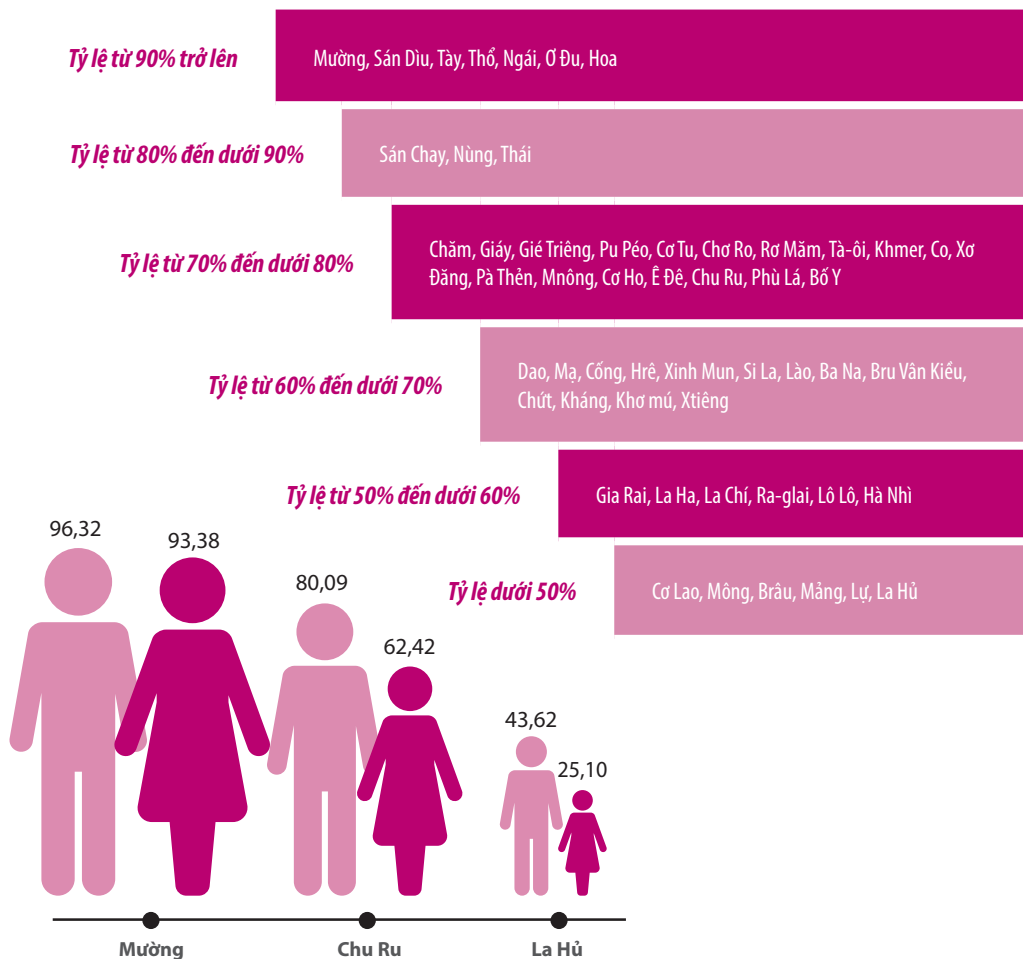 Tỷ lệ từ 90% trở lên
Mường, Sán Dìu, Tày, Thổ, Ngái, Ơ Đu, Hoa
Tỷ lệ từ 80% đến dưới 90%
Sán Chay, Nùng, Thái
Tỷ lệ từ 70% đến dưới 80%
Chăm, Giáy, Gié Triêng, Pu Péo, Cơ Tu, Chơ Ro, Rơ Măm, Tà-ôi, Khmer, Co, Xơ
Đăng, Pà Thẻn, Mnông, Cơ Ho, Ê Đê, Chu Ru, Phù Lá, Bố Y
Tỷ lệ từ 60% đến dưới 70%
Dao, Mạ, Cống, Hrê, Xinh Mun, Si La, Lào, Ba Na, Bru Vân Kiều,
Chứt, Kháng, Khơ mú, Xtiêng
Tỷ lệ từ 50% đến dưới 60%
Gia Rai, La Ha, La Chí, Ra-glai, Lô Lô, Hà Nhì
Tỷ lệ dưới 50%
Cơ Lao, Mông, Brâu, Mảng, Lự, La Hủ
96,32
93,38
80,09
62,42
43,62
25,10
Mường
Chu Ru
La Hủ